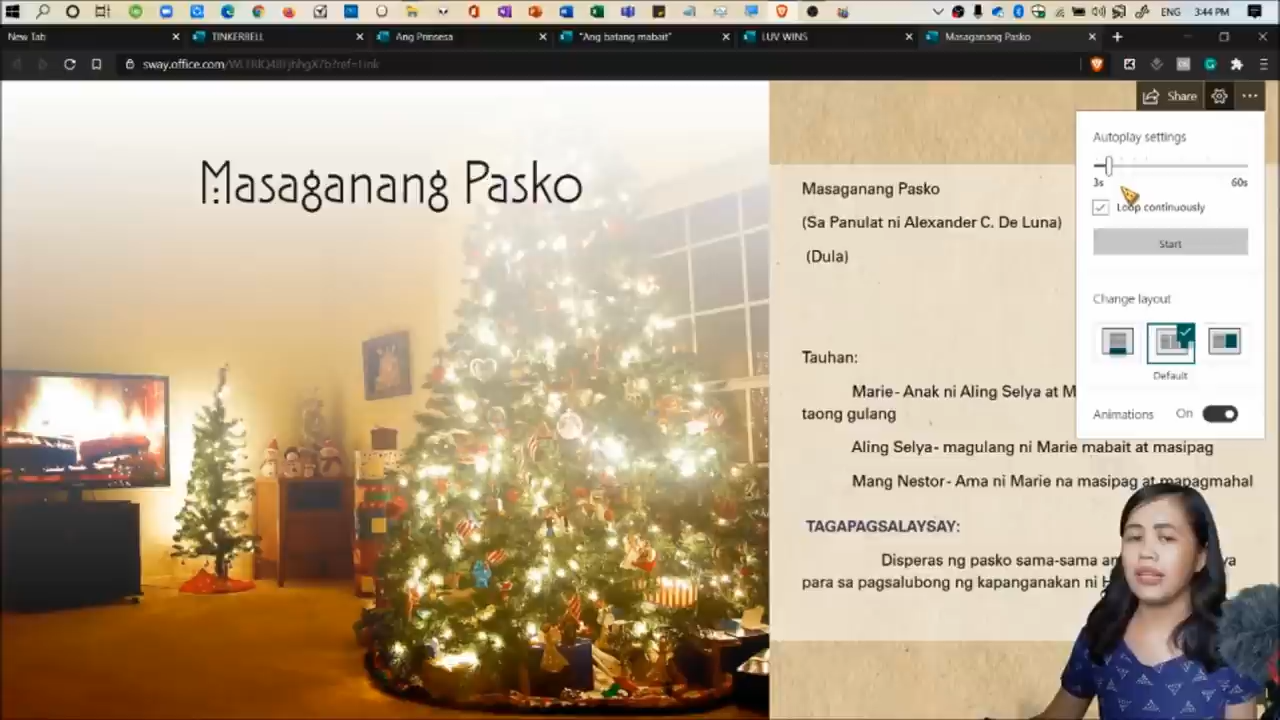 ENG 3:44 PM
New Tab TINKERBELL Ang Prinsesa "Ang batang mabait" LUV WINS Masaganang Pasko
Share
Masaganang Pasko
Masaganang Pasko
(Sa Panulat ni Alexander C. De Luna)
(Dula)
Tauhan:
Marie- Anak ni Aling Selya at M
taong gulang
Aling Selya- magulang ni Marie mabait at masipag
Mang Nestor- Ama ni Marie na masipag at mapagmahal
TAGAPAGSALAYSAY:
Disperas ng pasko sama-sama
para sa pagsalubong ng kapanganakan ni
Autoplay settings
3s 60s
Loop continuously
Start
Change layout
Default
Animations On